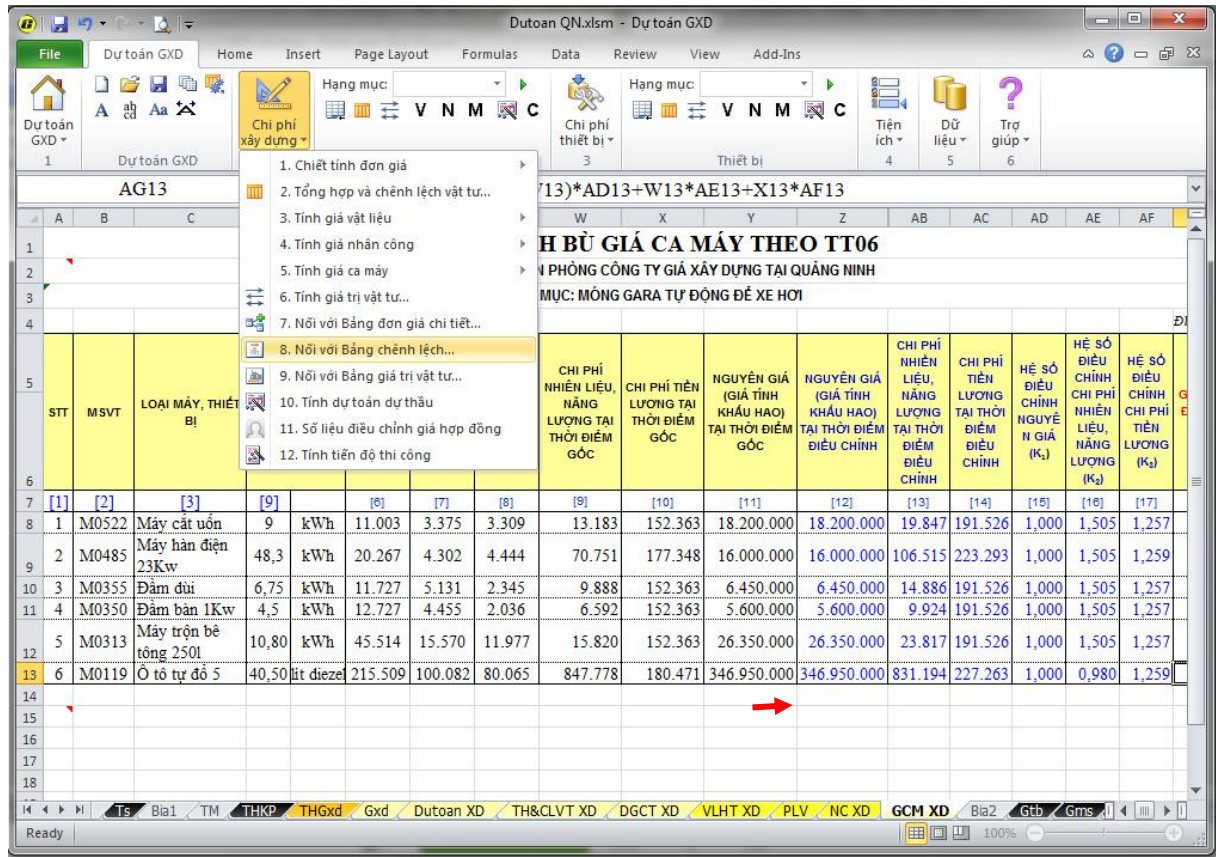 Dutoan QN.xlsm - Dự toán GXD
File Dự toán GXD Home Insert Page Layout Formulas Data Review View Add-Ins
Dự toán GXD
A ab Aa
Chi phí xây dựng
Hạng mục:
V N M C
Chi phí thiết bị
Hạng mục:
V N M C
Tiện ích
Dữ liệu
Trợ giúp
1 Dự toán GXD 3 Thiết bị 4 5 6
AG13
/13)*AD13+W13*AE13+X13*AF13
1. Chiết tính đơn giá
2. Tổng hợp và chênh lệch vật tư...
3. Tính giá vật liệu
4. Tính giá nhân công
5. Tính giá ca máy
6. Tính giá trị vật tư...
7. Nối với Bảng đơn giá chi tiết...
8. Nối với Bảng chênh lệch...
9. Nối với Bảng giá trị vật tư...
10. Tính dự toán dự thầu
11. Số liệu điều chỉnh giá hợp đồng
12. Tính tiến độ thi công
A B C W X Y Z AB AC AD AE AF
1 H BÙ GIÁ CA MÁY THEO TT06
2 N PHÒNG CÔNG TY GIÁ XÂY DỰNG TẠI QUẢNG NINH
3 MỤC: MÓNG GARA TỰ ĐỘNG ĐỂ XE HƠI
4 ĐI
5
6
STT
MSVT
LOẠI MÁY, THIẾT BỊ
CHI PHÍ NHIÊN LIỆU, NĂNG LƯỢNG TẠI THỜI ĐIỂM GỐC
CHI PHÍ TIỀN LƯƠNG TẠI THỜI ĐIỂM GỐC
NGUYÊN GIÁ (GIÁ TÍNH KHẤU HAO) TẠI THỜI ĐIỂM GỐC
NGUYÊN GIÁ (GIÁ TÍNH KHẤU HAO) TẠI THỜI ĐIỂM ĐIỀU CHỈNH
CHI PHÍ NHIÊN LIỆU, NĂNG LƯỢNG TẠI THỜI ĐIỂM ĐIỀU CHỈNH
CHI PHÍ TIỀN LƯƠNG TẠI THỜI ĐIỂM ĐIỀU CHỈNH
HỆ SỐ ĐIỀU CHỈNH NGUYÊN GIÁ (K₁)
HỆ SỐ ĐIỀU CHỈNH CHI PHÍ NHIÊN LIỆU, NĂNG LƯỢNG (K₂)
HỆ SỐ ĐIỀU CHỈNH CHI PHÍ TIỀN LƯƠNG (K₃)
7 [1] [2] [3] [9] [6] [7] [8] [9] [10] [11] [12] [13] [14] [15] [16] [17]
8 1 M0522 Máy cắt uốn 9 kWh 11.003 3.375 3.309 13.183 152.363 18.200.000 18.200.000 19.847 191.526 1,000 1,505 1,257
9 2 M0485 Máy hàn điện 23Kw 48,3 kWh 20.267 4.302 4.444 70.751 177.348 16.000.000 16.000.000 106.515 223.293 1,000 1,505 1,259
10 3 M0355 Đầm dùi 6,75 kWh 11.727 5.131 2.345 9.888 152.363 6.450.000 6.450.000 14.886 191.526 1,000 1,505 1,257
11 4 M0350 Đầm bàn 1Kw 4,5 kWh 12.727 4.455 2.036 6.592 152.363 5.600.000 5.600.000 9.924 191.526 1,000 1,505 1,257
12 5 M0313 Máy trộn bê tông 250l 10,80 kWh 45.514 15.570 11.977 15.820 152.363 26.350.000 26.350.000 23.817 191.526 1,000 1,505 1,257
13 6 M0119 Ô tô tự đổ 5 40,50 lít diezel 215.509 100.082 80.065 847.778 180.471 346.950.000 346.950.000 831.194 227.263 1,000 0,980 1,259
14
15
16
17
18
Ts Bia1 TM THKP THGxd Gxd Dutoan XD TH&CLVT XD DGCT XD VLHT XD PLV NC XD GCM XD Bia2 Gtb Gms
Ready 100%